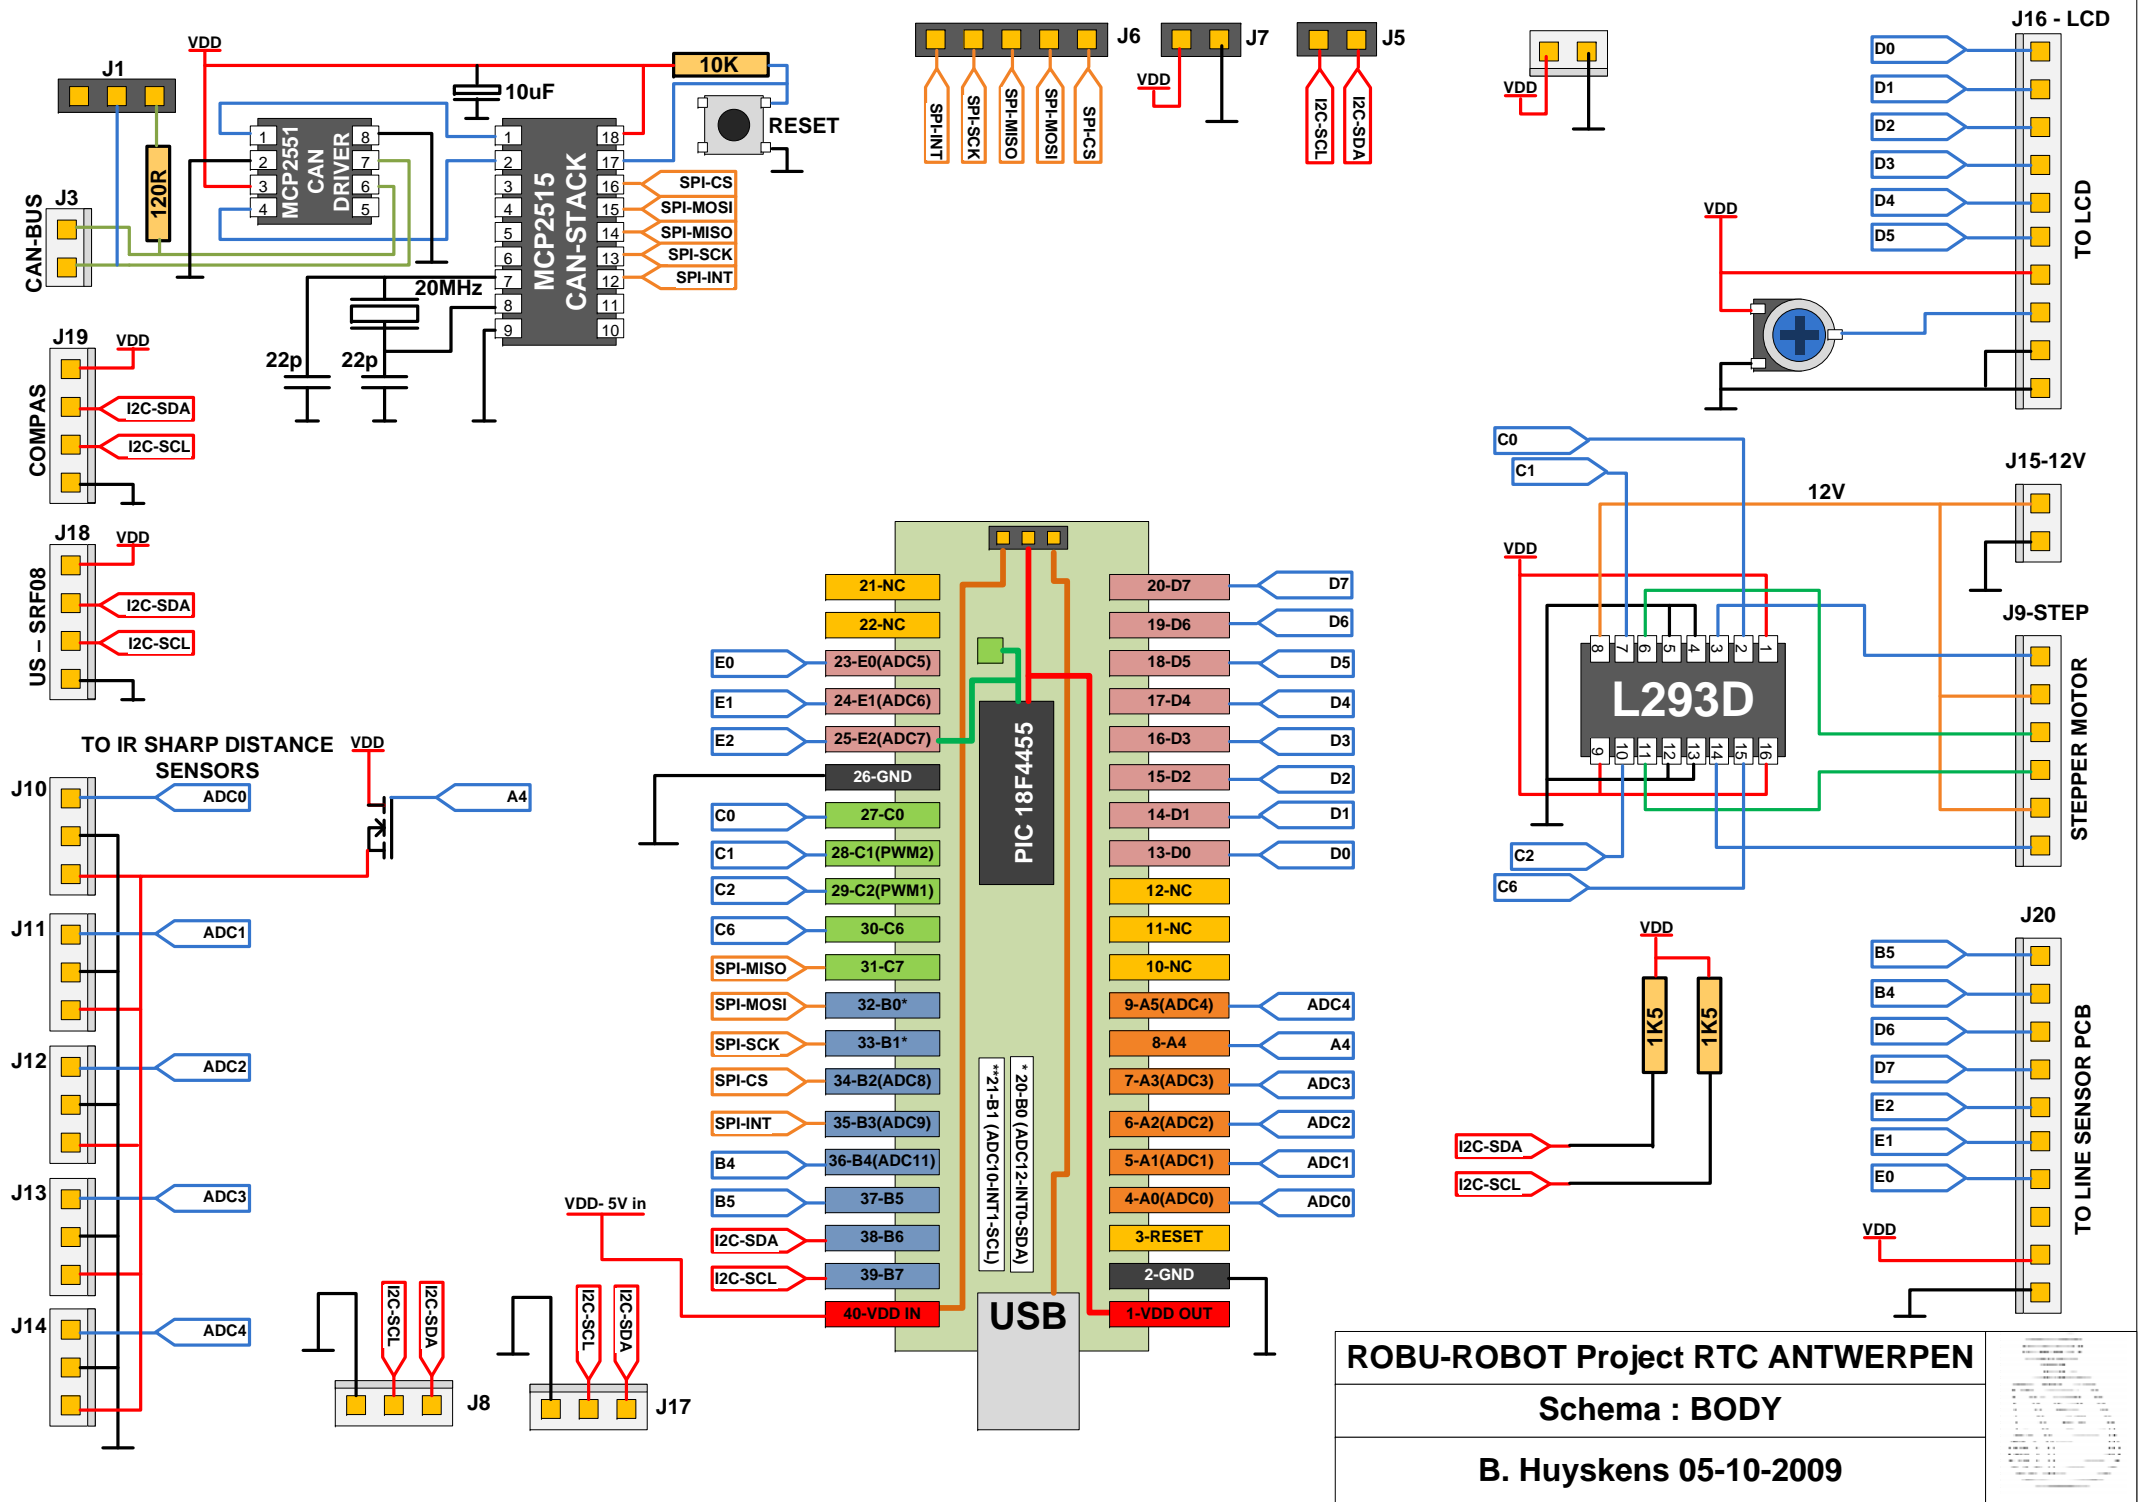 VDD
J1
10K
10uF
RESET
1
2
3
4
MCP2551
CAN
DRIVER
8
7
6
5
120R
J3
CAN-BUS
1
2
3
4
5
6
7
8
9
MCP2515
CAN-STACK
18
17
16
15
14
13
12
11
10
SPI-CS
SPI-MOSI
SPI-MISO
SPI-SCK
SPI-INT
20MHz
22p
22p
J6
SPI-INT
SPI-SCK
SPI-MISO
SPI-MOSI
SPI-CS
J7
VDD
J5
I2C-SCL
I2C-SDA
VDD
J16 - LCD
D0
D1
D2
D3
D4
D5
VDD
TO LCD
J19
VDD
COMPAS
I2C-SDA
I2C-SCL
J18
VDD
US – SRF08
I2C-SDA
I2C-SCL
TO IR SHARP DISTANCE
SENSORS
VDD
A4
J10
ADC0
J11
ADC1
J12
ADC2
J13
ADC3
J14
ADC4
I2C-SCL
I2C-SDA
J8
I2C-SCL
I2C-SDA
J17
VDD- 5V in
E0
E1
E2
C0
C1
C2
C6
SPI-MISO
SPI-MOSI
SPI-SCK
SPI-CS
SPI-INT
B4
B5
I2C-SDA
I2C-SCL
21-NC
22-NC
23-E0(ADC5)
24-E1(ADC6)
25-E2(ADC7)
26-GND
27-C0
28-C1(PWM2)
29-C2(PWM1)
30-C6
31-C7
32-B0*
33-B1*
34-B2(ADC8)
35-B3(ADC9)
36-B4(ADC11)
37-B5
38-B6
39-B7
40-VDD IN
PIC 18F4455
* 20-B0 (ADC12-INT0-SDA)
**21-B1 (ADC10-INT1-SCL)
USB
20-D7
19-D6
18-D5
17-D4
16-D3
15-D2
14-D1
13-D0
12-NC
11-NC
10-NC
9-A5(ADC4)
8-A4
7-A3(ADC3)
6-A2(ADC2)
5-A1(ADC1)
4-A0(ADC0)
3-RESET
2-GND
1-VDD OUT
D7
D6
D5
D4
D3
D2
D1
D0
ADC4
A4
ADC3
ADC2
ADC1
ADC0
C0
C1
12V
J15-12V
VDD
J9-STEP
8
7
6
5
4
3
2
1
L293D
9
10
11
12
13
14
15
16
STEPPER MOTOR
C2
C6
VDD
1K5
1K5
I2C-SDA
I2C-SCL
J20
B5
B4
D6
D7
E2
E1
E0
VDD
TO LINE SENSOR PCB
ROBU-ROBOT Project RTC ANTWERPEN
Schema : BODY
B. Huyskens 05-10-2009